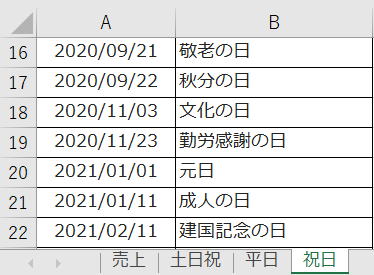 A B
16 2020/09/21 敬老の日
17 2020/09/22 秋分の日
18 2020/11/03 文化の日
19 2020/11/23 勤労感謝の日
20 2021/01/01 元日
21 2021/01/11 成人の日
22 2021/02/11 建国記念の日
売上 土日祝 平日 祝日